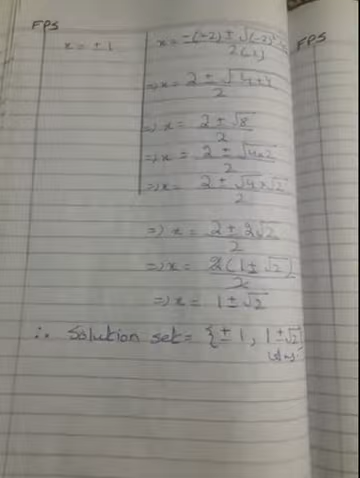 FPS
FPS
x = ±1
x = -(-2) ± √(-2)²
2(1)
⇒ x = 2 ± √4+4
2
⇒ x = 2 ± √8
2
⇒ x = 2 ± √4×2
2
⇒ x = 2 ± √4×√2
2
⇒ x = 2 ± 2√2
2
⇒ x = 2(1 ± √2)
2
⇒ x = 1 ± √2
∴ Solution set = {±1, 1±√2}